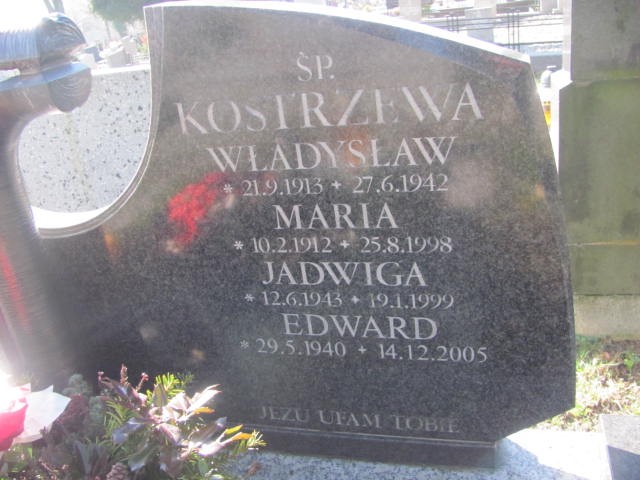 ŚP.
KOSTRZEWA
WŁADYSŁAW
* 21.9.1913 + 27.6.1942
MARIA
* 10.2.1912 + 25.8.1998
JADWIGA
* 12.6.1943 + 19.1.1999
EDWARD
* 29.5.1940 + 14.12.2005
JEZU UFAM TOBIE